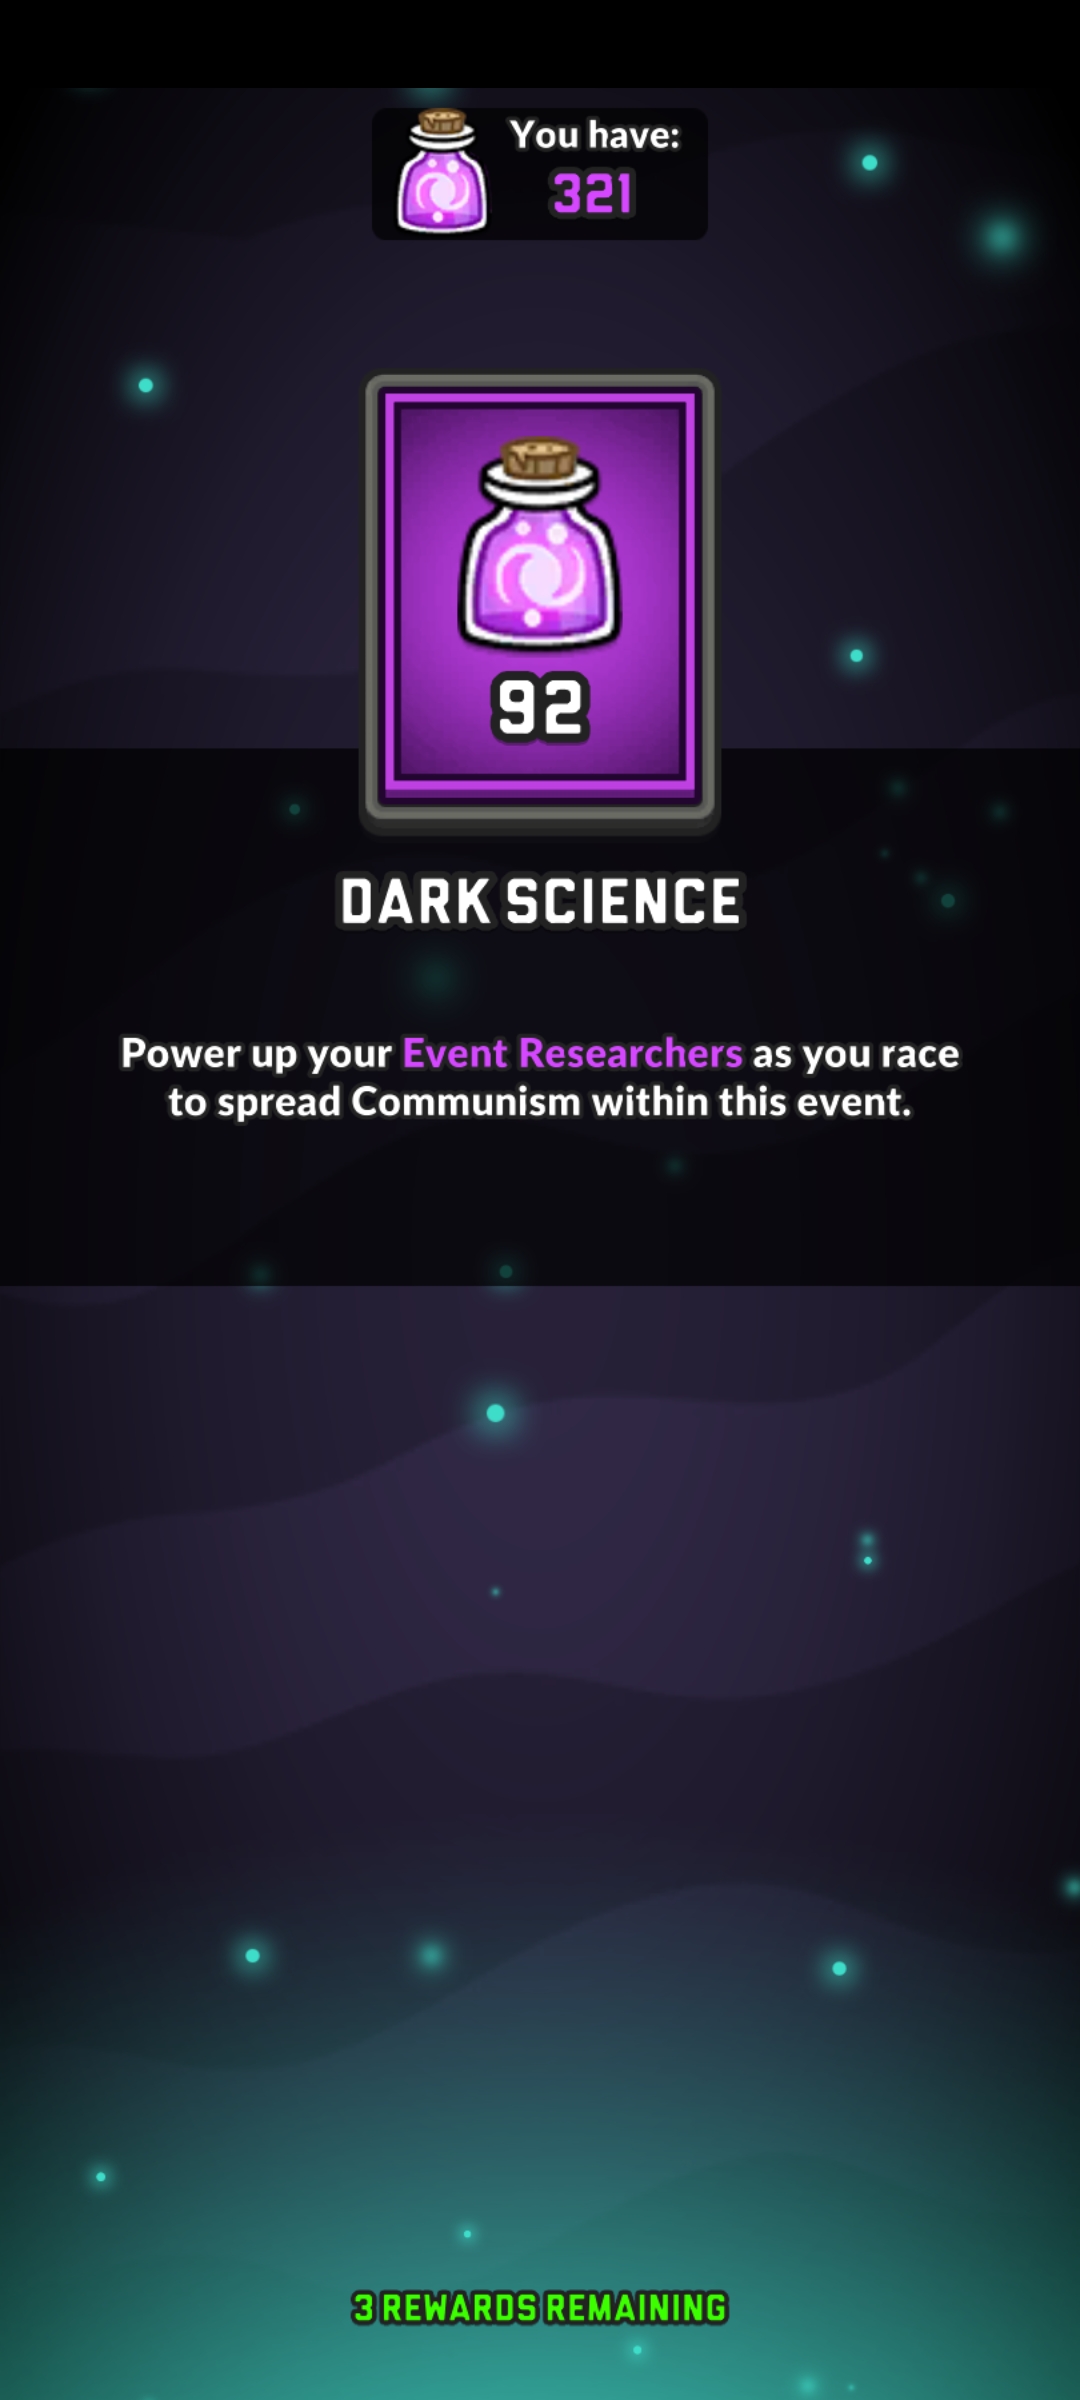 You have:
321
92
DARK SCIENCE
Power up your Event Researchers as you race
to spread Communism within this event.
3 REWARDS REMAINING